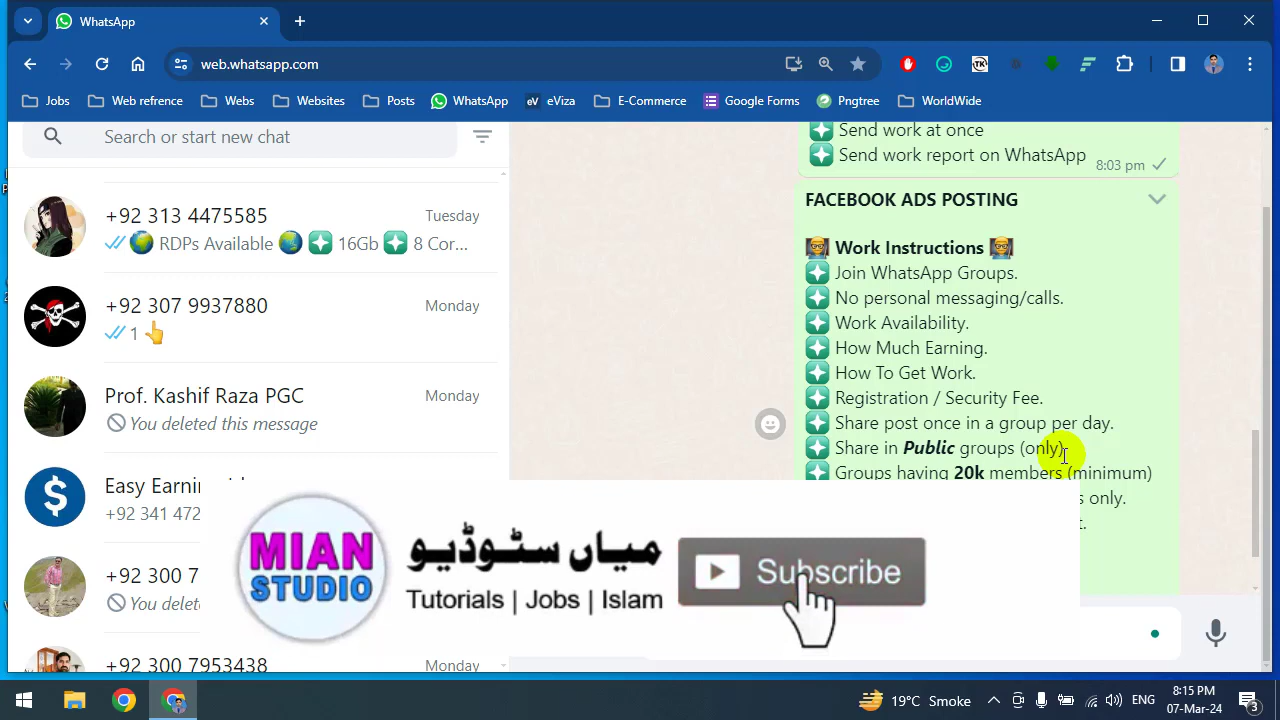 WhatsApp
web.whatsapp.com
Jobs
Web refrence
Webs
Websites
Posts
WhatsApp
eV
eViza
E-Commerce
Google Forms
Pngtree
WorldWide
Search or start new chat
+92 313 4475585
Tuesday
RDPs Available 16Gb 8 Cor...
+92 307 9937880
Monday
1
Prof. Kashif Raza PGC
Monday
You deleted this message
Easy Earni
+92 341 472
+92 300 7
You delet
+92 300 7953438
Monday
Send work at once
Send work report on WhatsApp
8:03 pm
FACEBOOK ADS POSTING
Work Instructions
Join WhatsApp Groups.
No personal messaging/calls.
Work Availability.
How Much Earning.
How To Get Work.
Registration / Security Fee.
Share post once in a group per day.
Share in Public groups (only)
Groups having 20k members (minimum)
s only.
t.
MIAN
STUDIO
میاں سٹوڈیو
Tutorials | Jobs | Islam
Subscribe
19°C Smoke
ENG
8:15 PM
07-Mar-24
3